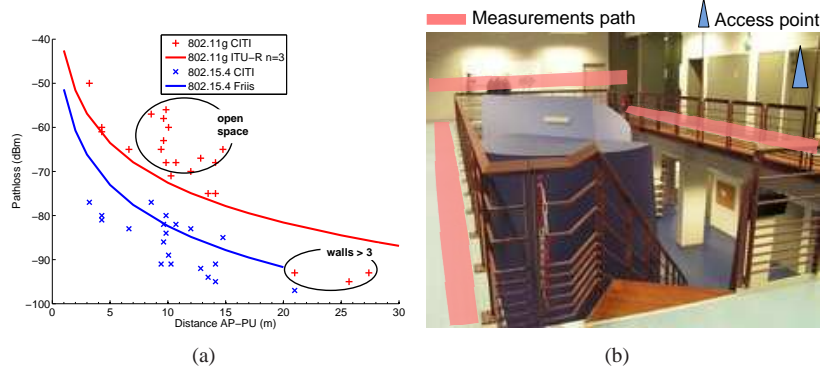 Measurements path
Access point
802.11g CITI
802.11g ITU-R n=3
802.15.4 CITI
802.15.4 Friis
open
space
walls > 3
Pathloss (dBm)
−40
−50
−60
−70
−80
−90
−100
0 5 10 15 20 25 30
Distance AP−PU (m)
(a)
(b)